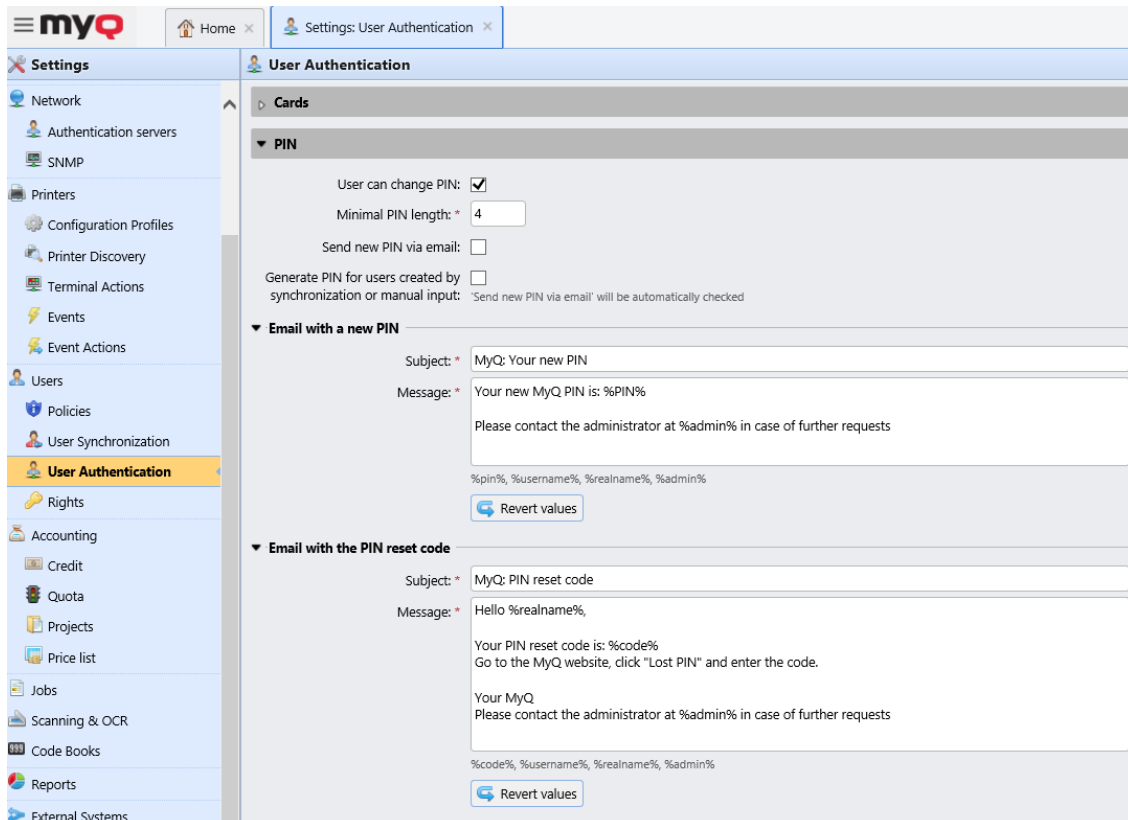 myQ
Home
Settings: User Authentication
Settings
Network
Authentication servers
SNMP
Printers
Configuration Profiles
Printer Discovery
Terminal Actions
Events
Event Actions
Users
Policies
User Synchronization
User Authentication
Rights
Accounting
Credit
Quota
Projects
Price list
Jobs
Scanning & OCR
Code Books
Reports
External Systems
User Authentication
Cards
PIN
User can change PIN:
Minimal PIN length: * 4
Send new PIN via email:
Generate PIN for users created by
synchronization or manual input: 'Send new PIN via email' will be automatically checked
Email with a new PIN
Subject: * MyQ: Your new PIN
Message: * Your new MyQ PIN is: %PIN%
Please contact the administrator at %admin% in case of further requests
%pin%, %username%, %realname%, %admin%
Revert values
Email with the PIN reset code
Subject: * MyQ: PIN reset code
Message: * Hello %realname%,
Your PIN reset code is: %code%
Go to the MyQ website, click "Lost PIN" and enter the code.
Your MyQ
Please contact the administrator at %admin% in case of further requests
%code%, %username%, %realname%, %admin%
Revert values